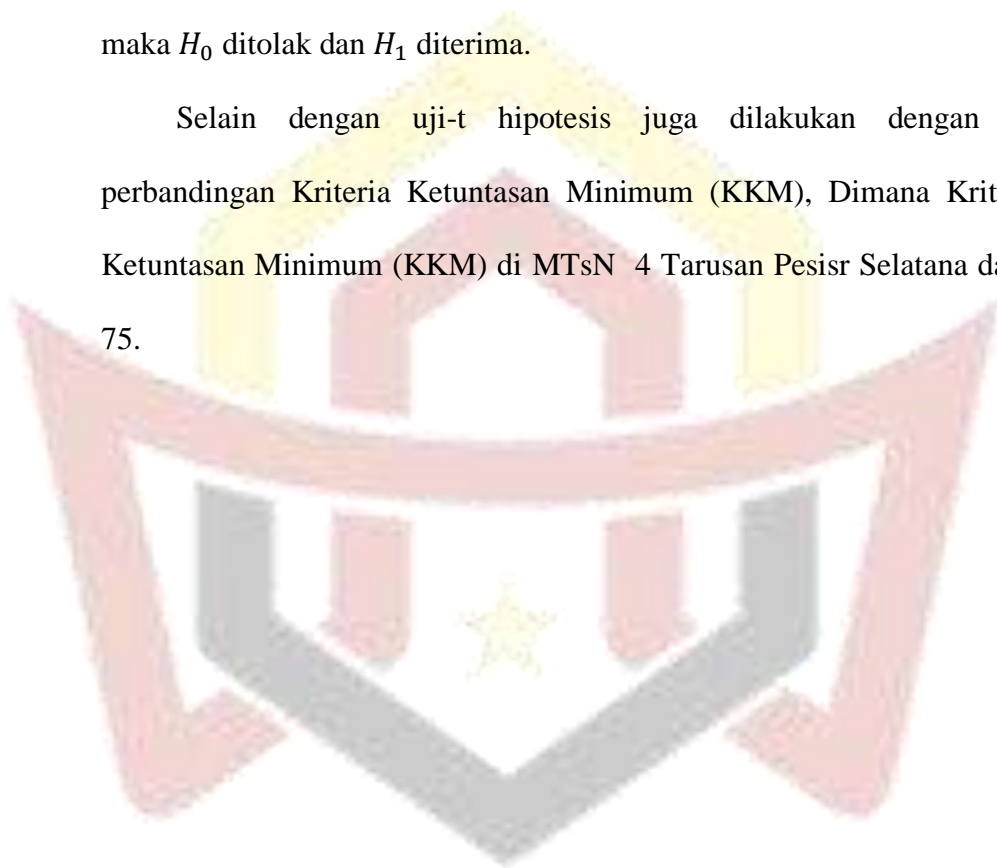 maka H₀ ditolak dan H₁ diterima.
Selain dengan uji-t hipotesis juga dilakukan dengan
perbandingan Kriteria Ketuntasan Minimum (KKM), Dimana Krit
Ketuntasan Minimum (KKM) di MTsN 4 Tarusan Pesisr Selatana da
75.